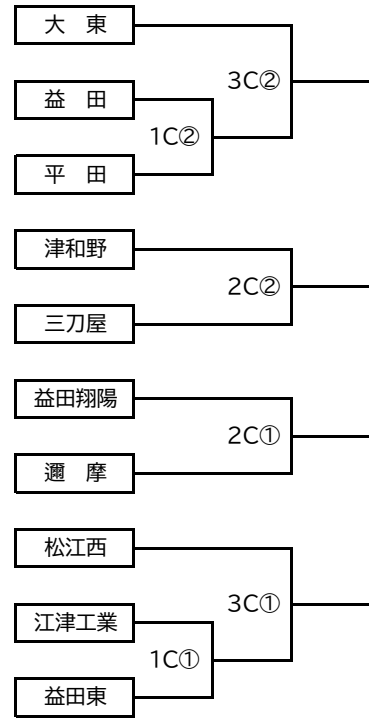 大　東
3C②
益　田
1C②
平　田
津和野
2C②
三刀屋
益田翔陽
2C①
邇　摩
松江西
3C①
江津工業
1C①
益田東